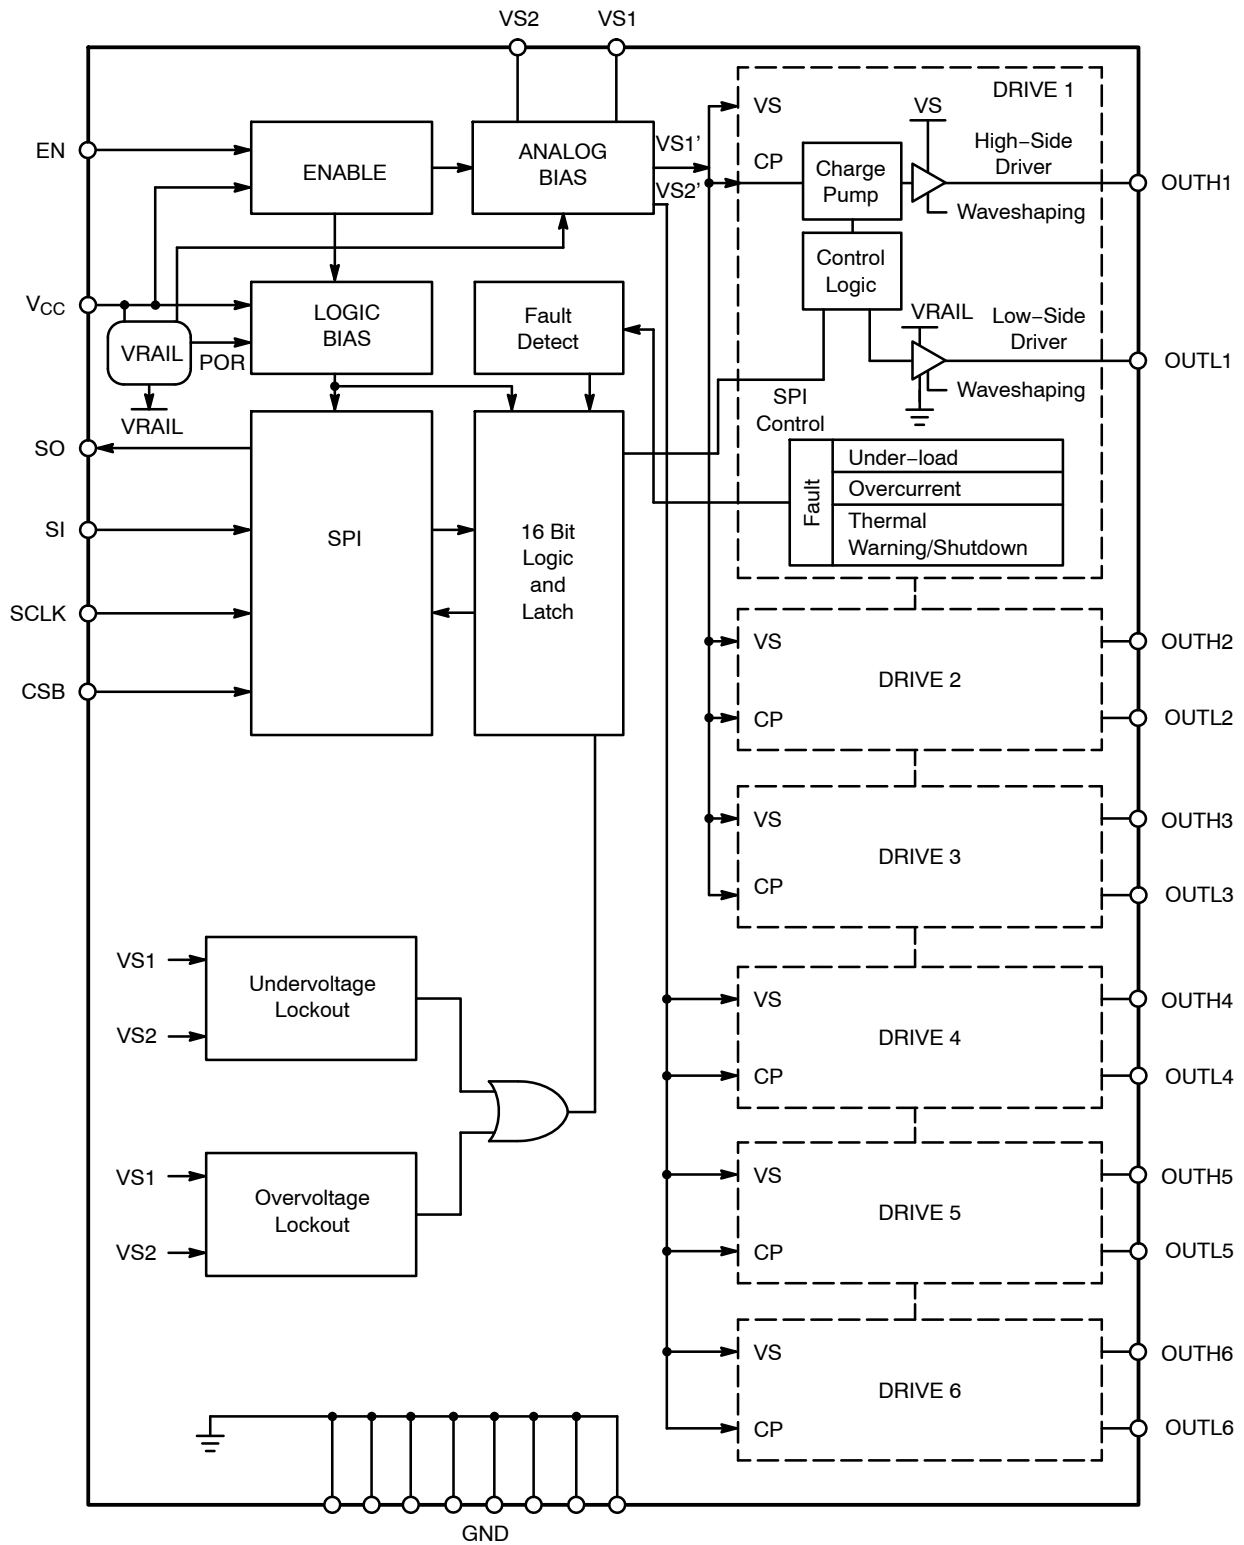 VS2
VS1
EN
ENABLE
ANALOG
BIAS
VS1’
VS2’
DRIVE 1
VS
CP
Charge
Pump
VS
High−Side
Driver
Waveshaping
OUTH1
Control
Logic
VCC
VRAIL
POR
VRAIL
LOGIC
BIAS
Fault
Detect
VRAIL
Low−Side
Driver
Waveshaping
OUTL1
SPI
Control
SO
SI
SCLK
CSB
SPI
16 Bit
Logic
and
Latch
Fault
Under−load
Overcurrent
Thermal
Warning/Shutdown
VS
DRIVE 2
CP
OUTH2
OUTL2
VS
DRIVE 3
CP
OUTH3
OUTL3
VS1
VS2
Undervoltage
Lockout
VS
DRIVE 4
CP
OUTH4
OUTL4
VS1
VS2
Overvoltage
Lockout
VS
DRIVE 5
CP
OUTH5
OUTL5
VS
DRIVE 6
CP
OUTH6
OUTL6
GND